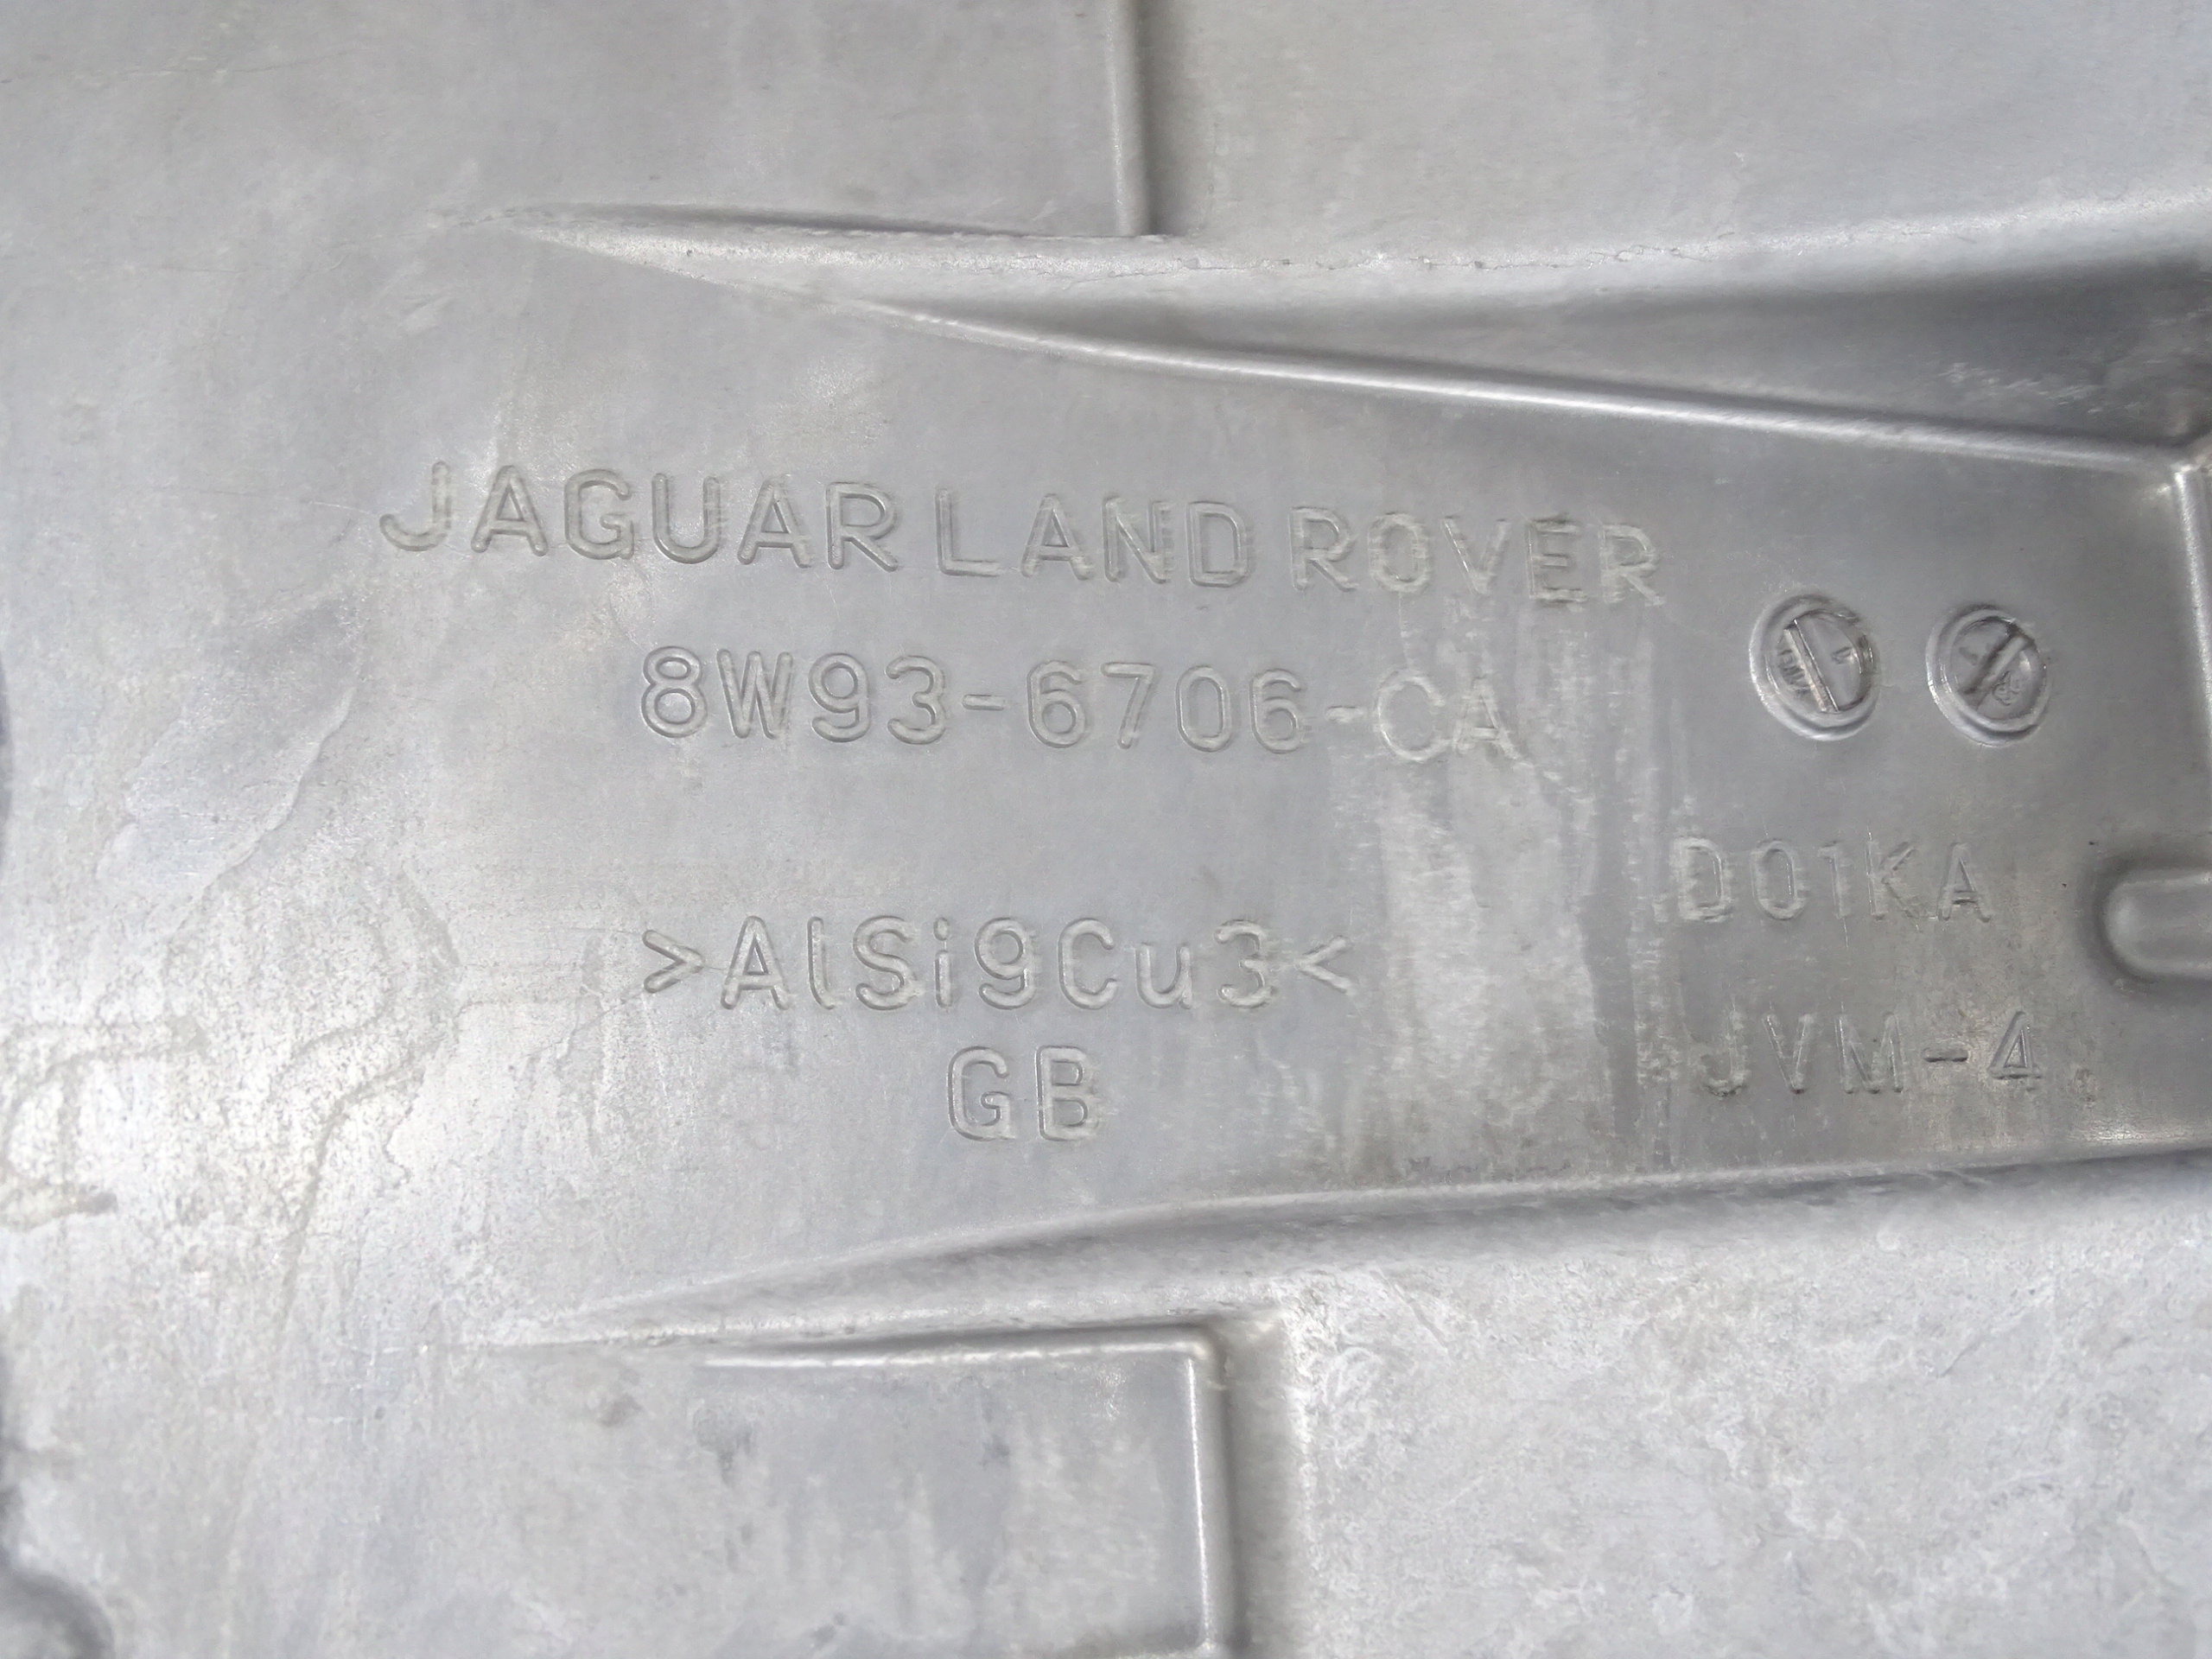 JAGUAR LAND ROVER
8W93-6706-CA
>AlSi9Cu3<
GB
D01KA
JVM-4